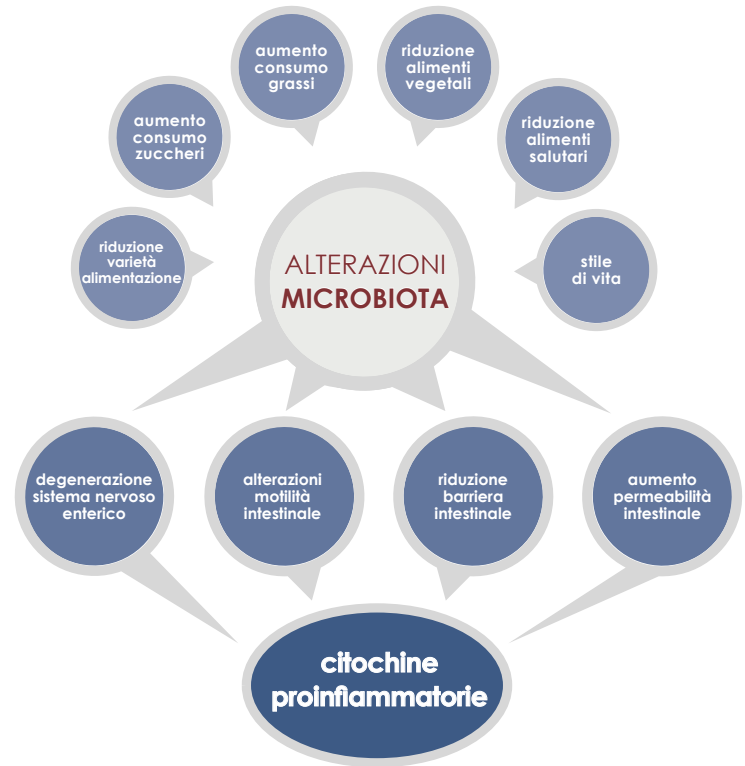 aumento
consumo
grassi
riduzione
alimenti
vegetali
aumento
consumo
zuccheri
riduzione
alimenti
salutari
riduzione
varietà
alimentazione
stile
di vita
ALTERAZIONI
MICROBIOTA
degenerazione
sistema nervoso
enterico
alterazioni
motilità
intestinale
riduzione
barriera
intestinale
aumento
permeabilità
intestinale
citochine
proinfiammatorie